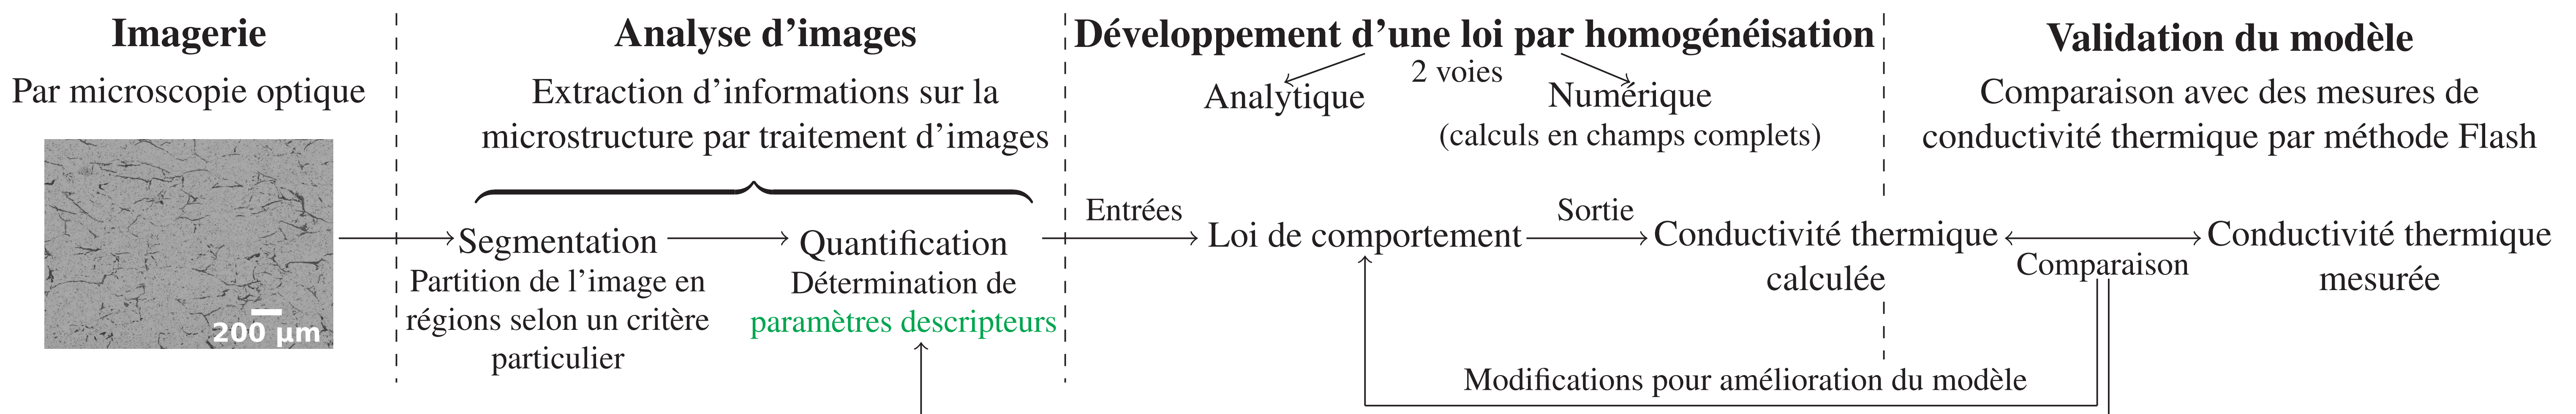 Imagerie
Par microscopie optique
200 µm
Analyse d’images
Extraction d’informations sur la
microstructure par traitement d’images
Segmentation
Partition de l’image en
régions selon un critère
particulier
Quantification
Détermination de
paramètres descripteurs
Développement d’une loi par homogénéisation
2 voies
Analytique
Numérique
(calculs en champs complets)
Entrées
Loi de comportement
Sortie
Conductivité thermique
calculée
Modifications pour amélioration du modèle
Validation du modèle
Comparaison avec des mesures de
conductivité thermique par méthode Flash
Comparaison
Conductivité thermique
mesurée